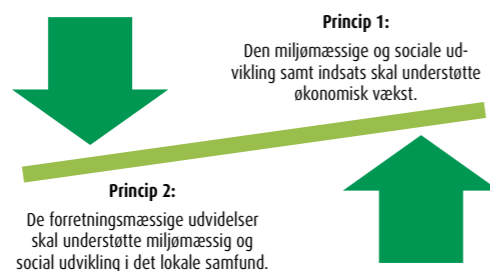 Princip 1:
Den miljømæssige og sociale ud-
vikling samt indsats skal understøtte
økonomisk vækst.
Princip 2:
De forretningsmæssige udvidelser
skal understøtte miljømæssig og
social udvikling i det lokale samfund.